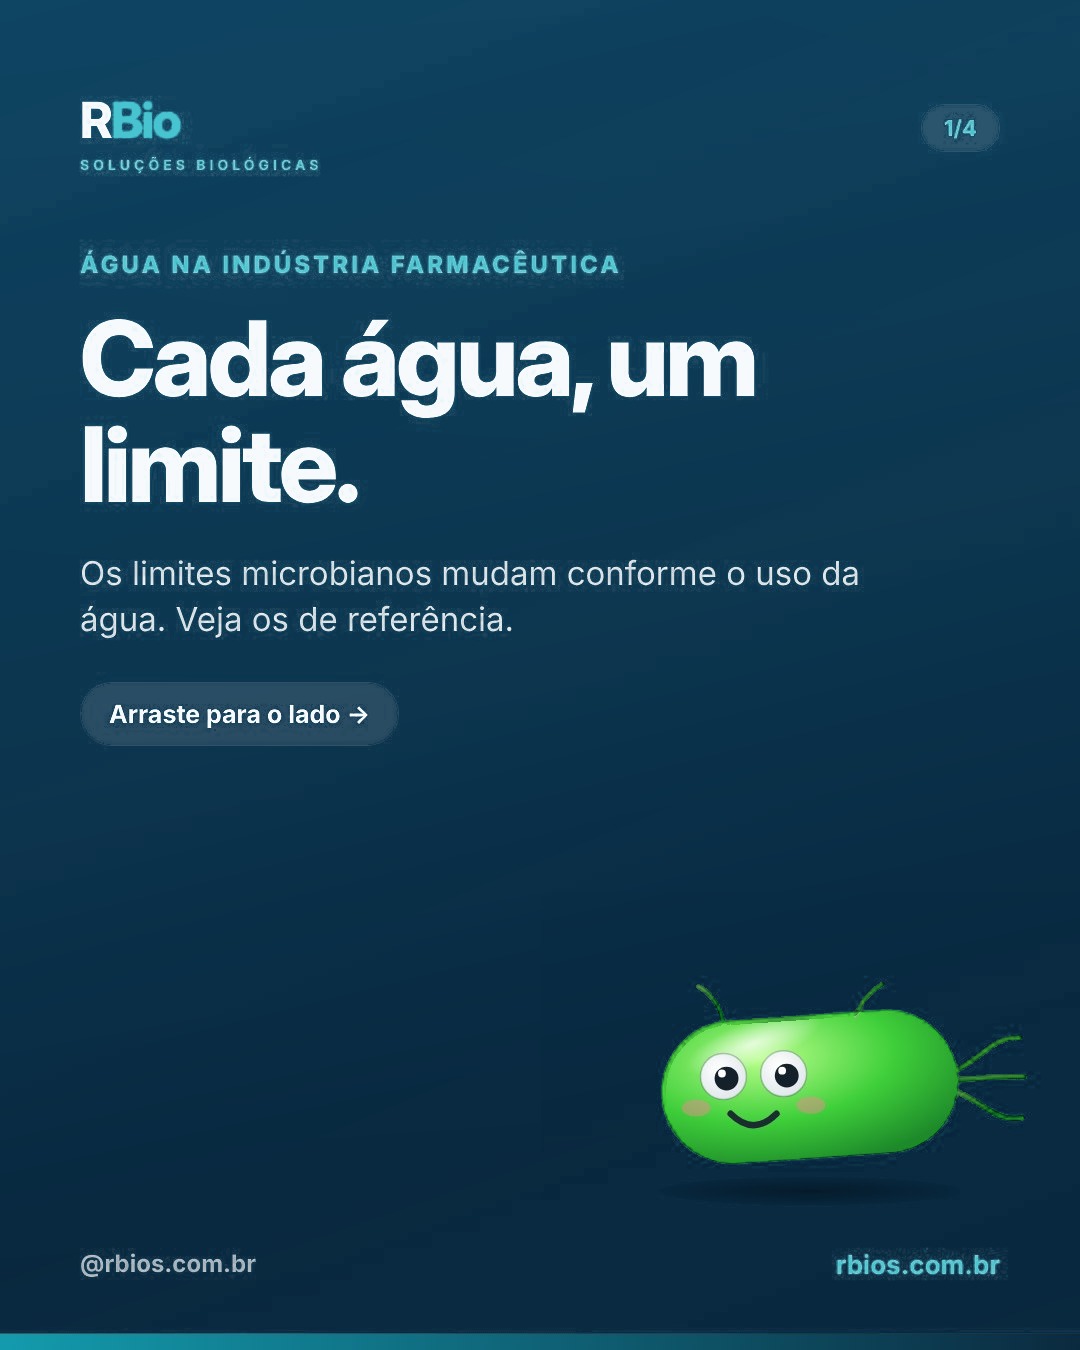 RBio
SOLUÇÕES BIOLÓGICAS
1/4
ÁGUA NA INDÚSTRIA FARMACÊUTICA
Cada água, um
limite.
Os limites microbianos mudam conforme o uso da
água. Veja os de referência.
Arraste para o lado →
@rbios.com.br
rbios.com.br